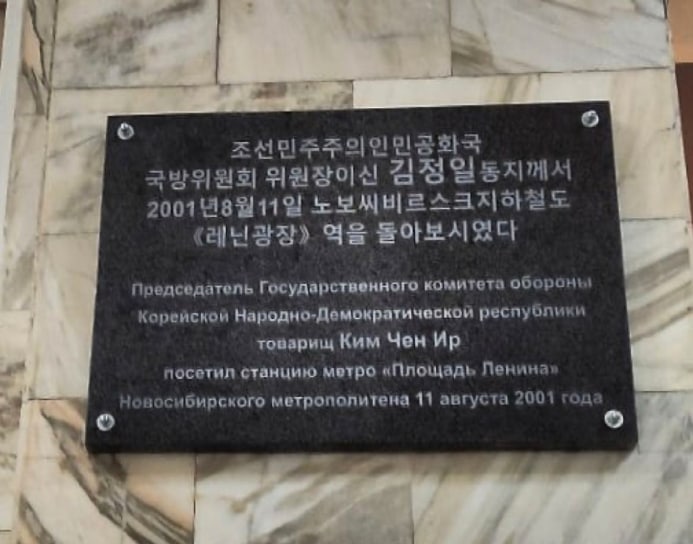 조선민주주의인민공화국
국방위원회 위원장이신 김정일동지께서
2001년8월11일 노보씨비르스크지하철도
《레닌광장》 역을 돌아보시였다
Председатель Государственного комитета обороны
Корейской Народно-Демократической республики
товарищ Ким Чен Ир
посетил станцию метро «Площадь Ленина»
Новосибирского метрополитена 11 августа 2001 года